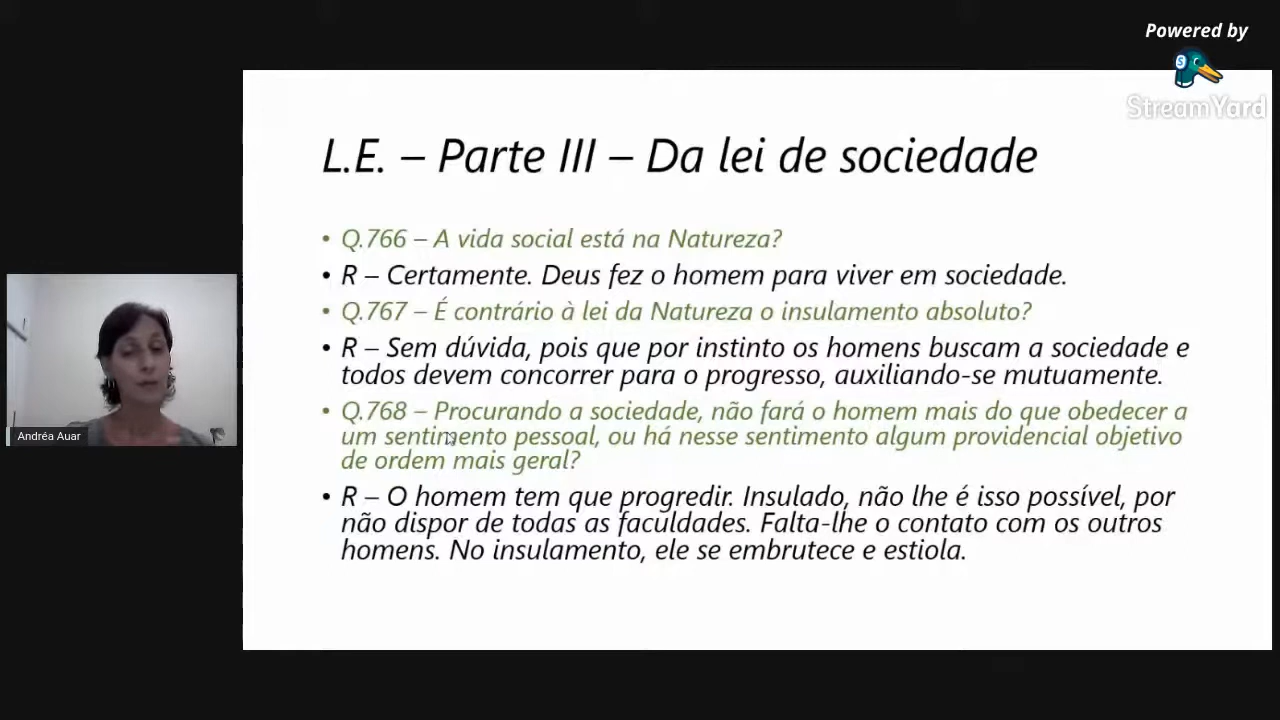 Powered by
StreamYard
L.E. – Parte III – Da lei de sociedade
• Q.766 – A vida social está na Natureza?
• R – Certamente. Deus fez o homem para viver em sociedade.
• Q.767 – É contrário à lei da Natureza o insulamento absoluto?
• R – Sem dúvida, pois que por instinto os homens buscam a sociedade e
todos devem concorrer para o progresso, auxiliando-se mutuamente.
• Q.768 – Procurando a sociedade, não fará o homem mais do que obedecer a
um sentimento pessoal, ou há nesse sentimento algum providencial objetivo
de ordem mais geral?
• R – O homem tem que progredir. Insulado, não lhe é isso possível, por
não dispor de todas as faculdades. Falta-lhe o contato com os outros
homens. No insulamento, ele se embrutece e estiola.
Andréa Auar